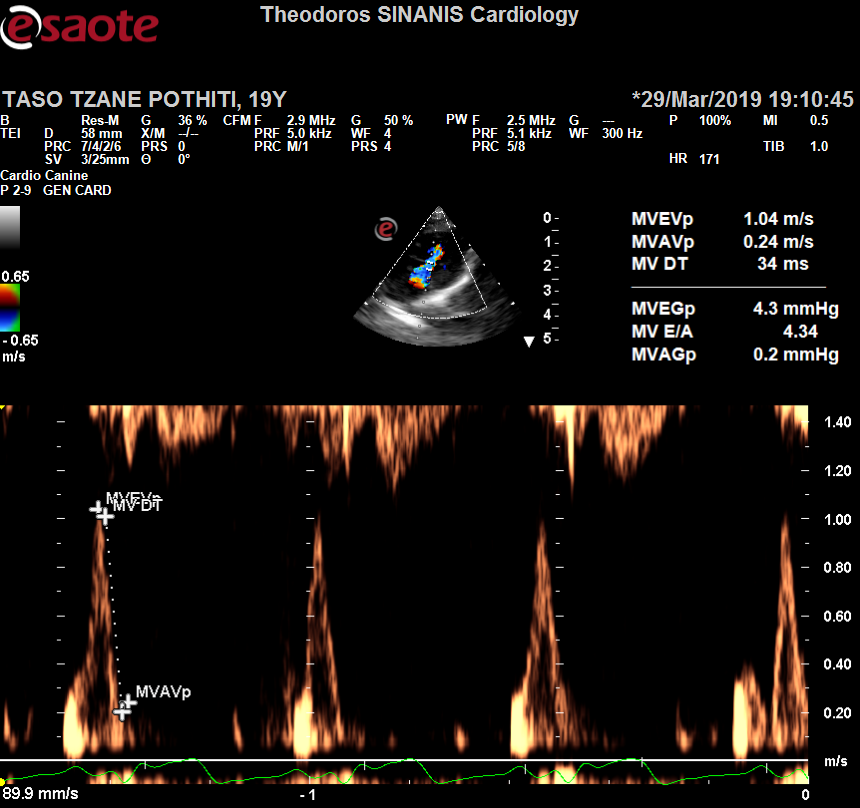 esaote
Theodoros SINANIS Cardiology
TASO TZANE POTHITI, 19Y
*29/Mar/2019 19:10:45
B Res-M G 36 % CFM F 2.9 MHz G 50 % PW F 2.5 MHz G --- P 100% MI 0.5
TEI D 58 mm X/M --/-- PRF 5.0 kHz WF 4 PRF 5.1 kHz WF 300 Hz
PRC 7/4/2/6 PRS 0 PRC M/1 PRS 4 PRC 5/8 TIB 1.0
SV 3/25mm Θ 0° HR 171
Cardio Canine
P 2-9 GEN CARD
e
0.65
-0.65
m/s
0
1
2
3
4
5
MVEVp 1.04 m/s
MVAVp 0.24 m/s
MV DT 34 ms
MVEGp 4.3 mmHg
MV E/A 4.34
MVAGp 0.2 mmHg
1.40
1.20
1.00
0.80
0.60
0.40
0.20
m/s
MVEVp
MV DT
MVAVp
89.9 mm/s
-1
0